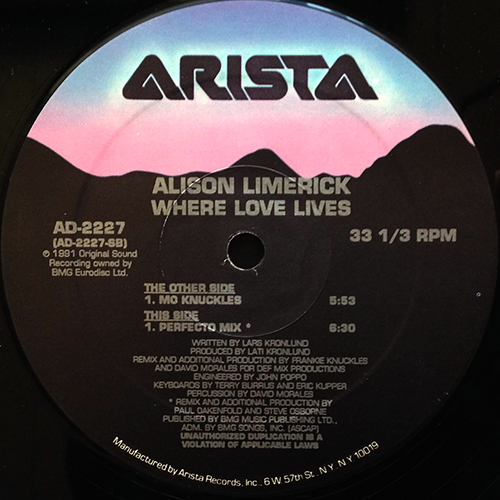 ARISTA
ALISON LIMERICK
WHERE LOVE LIVES
AD-2227
(AD-2227-SB)
℗ 1991 Original Sound
Recording owned by
BMG Eurodisc Ltd.
33 1/3 RPM
THE OTHER SIDE
1. MO KNUCKLES 5:53
THIS SIDE
1. PERFECTO MIX * 6:30
WRITTEN BY LARS KRONLUND
PRODUCED BY LATI KRONLUND
REMIX AND ADDITIONAL PRODUCTION BY FRANKIE KNUCKLES
AND DAVID MORALES FOR DEF MIX PRODUCTIONS
ENGINEERED BY JOHN POPPO
KEYBOARDS BY TERRY BURRUS AND ERIC KUPPER
PERCUSSION BY DAVID MORALES
* REMIX AND ADDITIONAL PRODUCTION BY
PAUL OAKENFOLD AND STEVE OSBORNE
PUBLISHED BY BMG MUSIC PUBLISHING LTD.,
ADM. BY BMG SONGS, INC. (ASCAP)
UNAUTHORIZED DUPLICATION IS A
VIOLATION OF APPLICABLE LAWS
Manufactured by Arista Records, Inc., 6 W 57th St., N.Y., N.Y. 10019